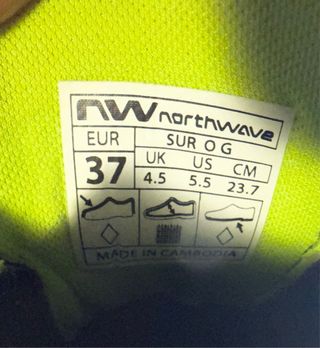 NW northwave
EUR SUR O G
37 UK US CM
4.5 5.5 23.7
MADE IN CAMBODIA